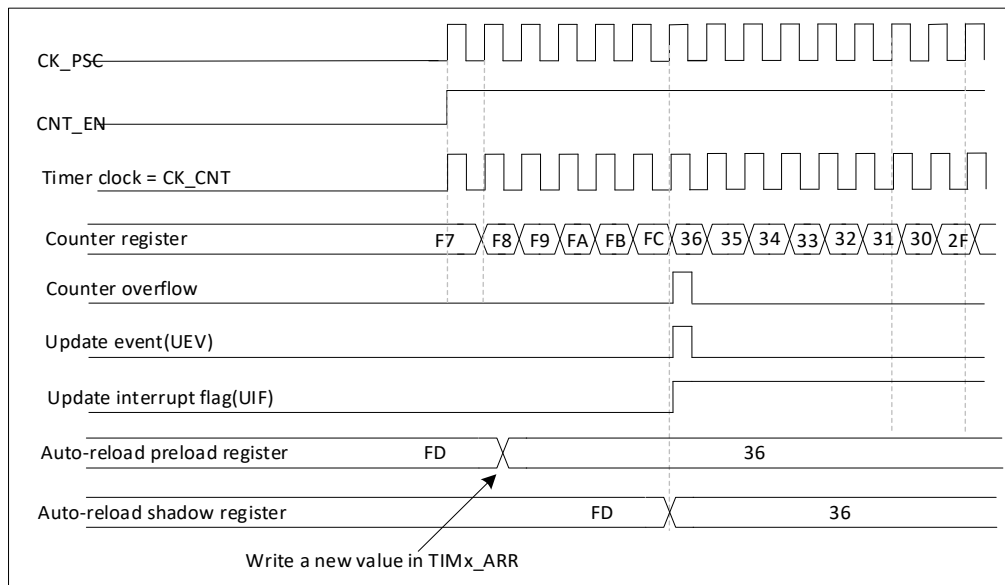 CK_PSC
CNT_EN
Timer clock = CK_CNT
Counter register F7 F8 F9 FA FB FC 36 35 34 33 32 31 30 2F
Counter overflow
Update event(UEV)
Update interrupt flag(UIF)
Auto-reload preload register FD 36
Auto-reload shadow register FD 36
Write a new value in TIMx_ARR